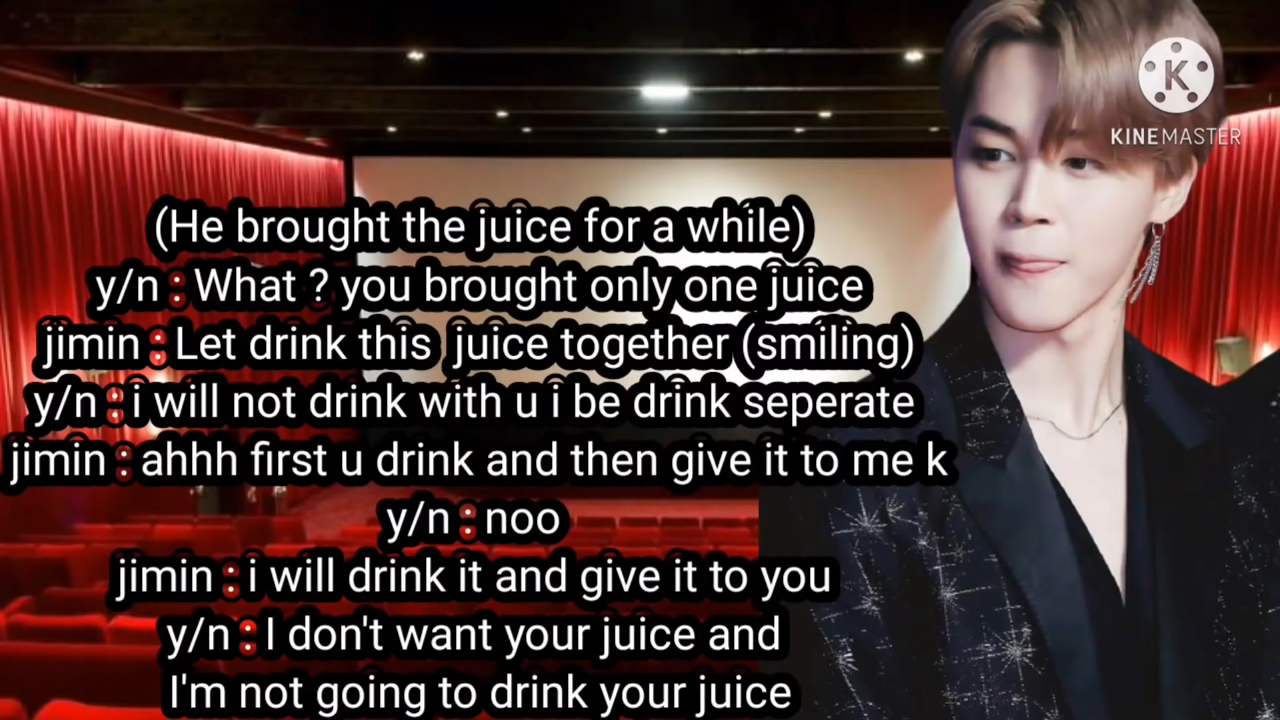 KINEMASTER
(He brought the juice for a while)
y/n : What ? you brought only one juice
jimin : Let drink this juice together (smiling)
y/n : i will not drink with u i be drink seperate
jimin : ahhh first u drink and then give it to me k
y/n : noo
jimin : i will drink it and give it to you
y/n : I don't want your juice and
I'm not going to drink your juice